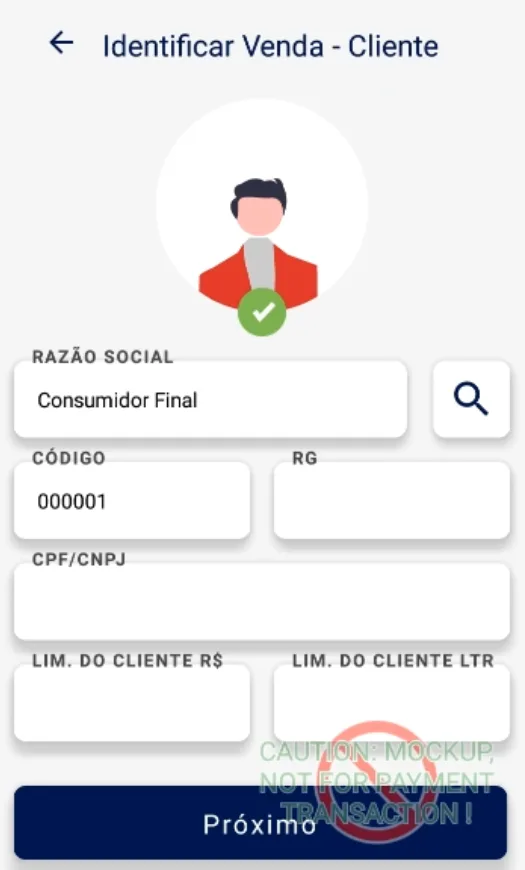 Identificar Venda - Cliente
RAZÃO SOCIAL
Consumidor Final
CÓDIGO
RG
000001
CPF/CNPJ
LIM. DO CLIENTE R$
LIM. DO CLIENTE LTR
CAUTION: MOCKUP,
NOT FOR PAYMENT
TRANSACTION !
Próximo